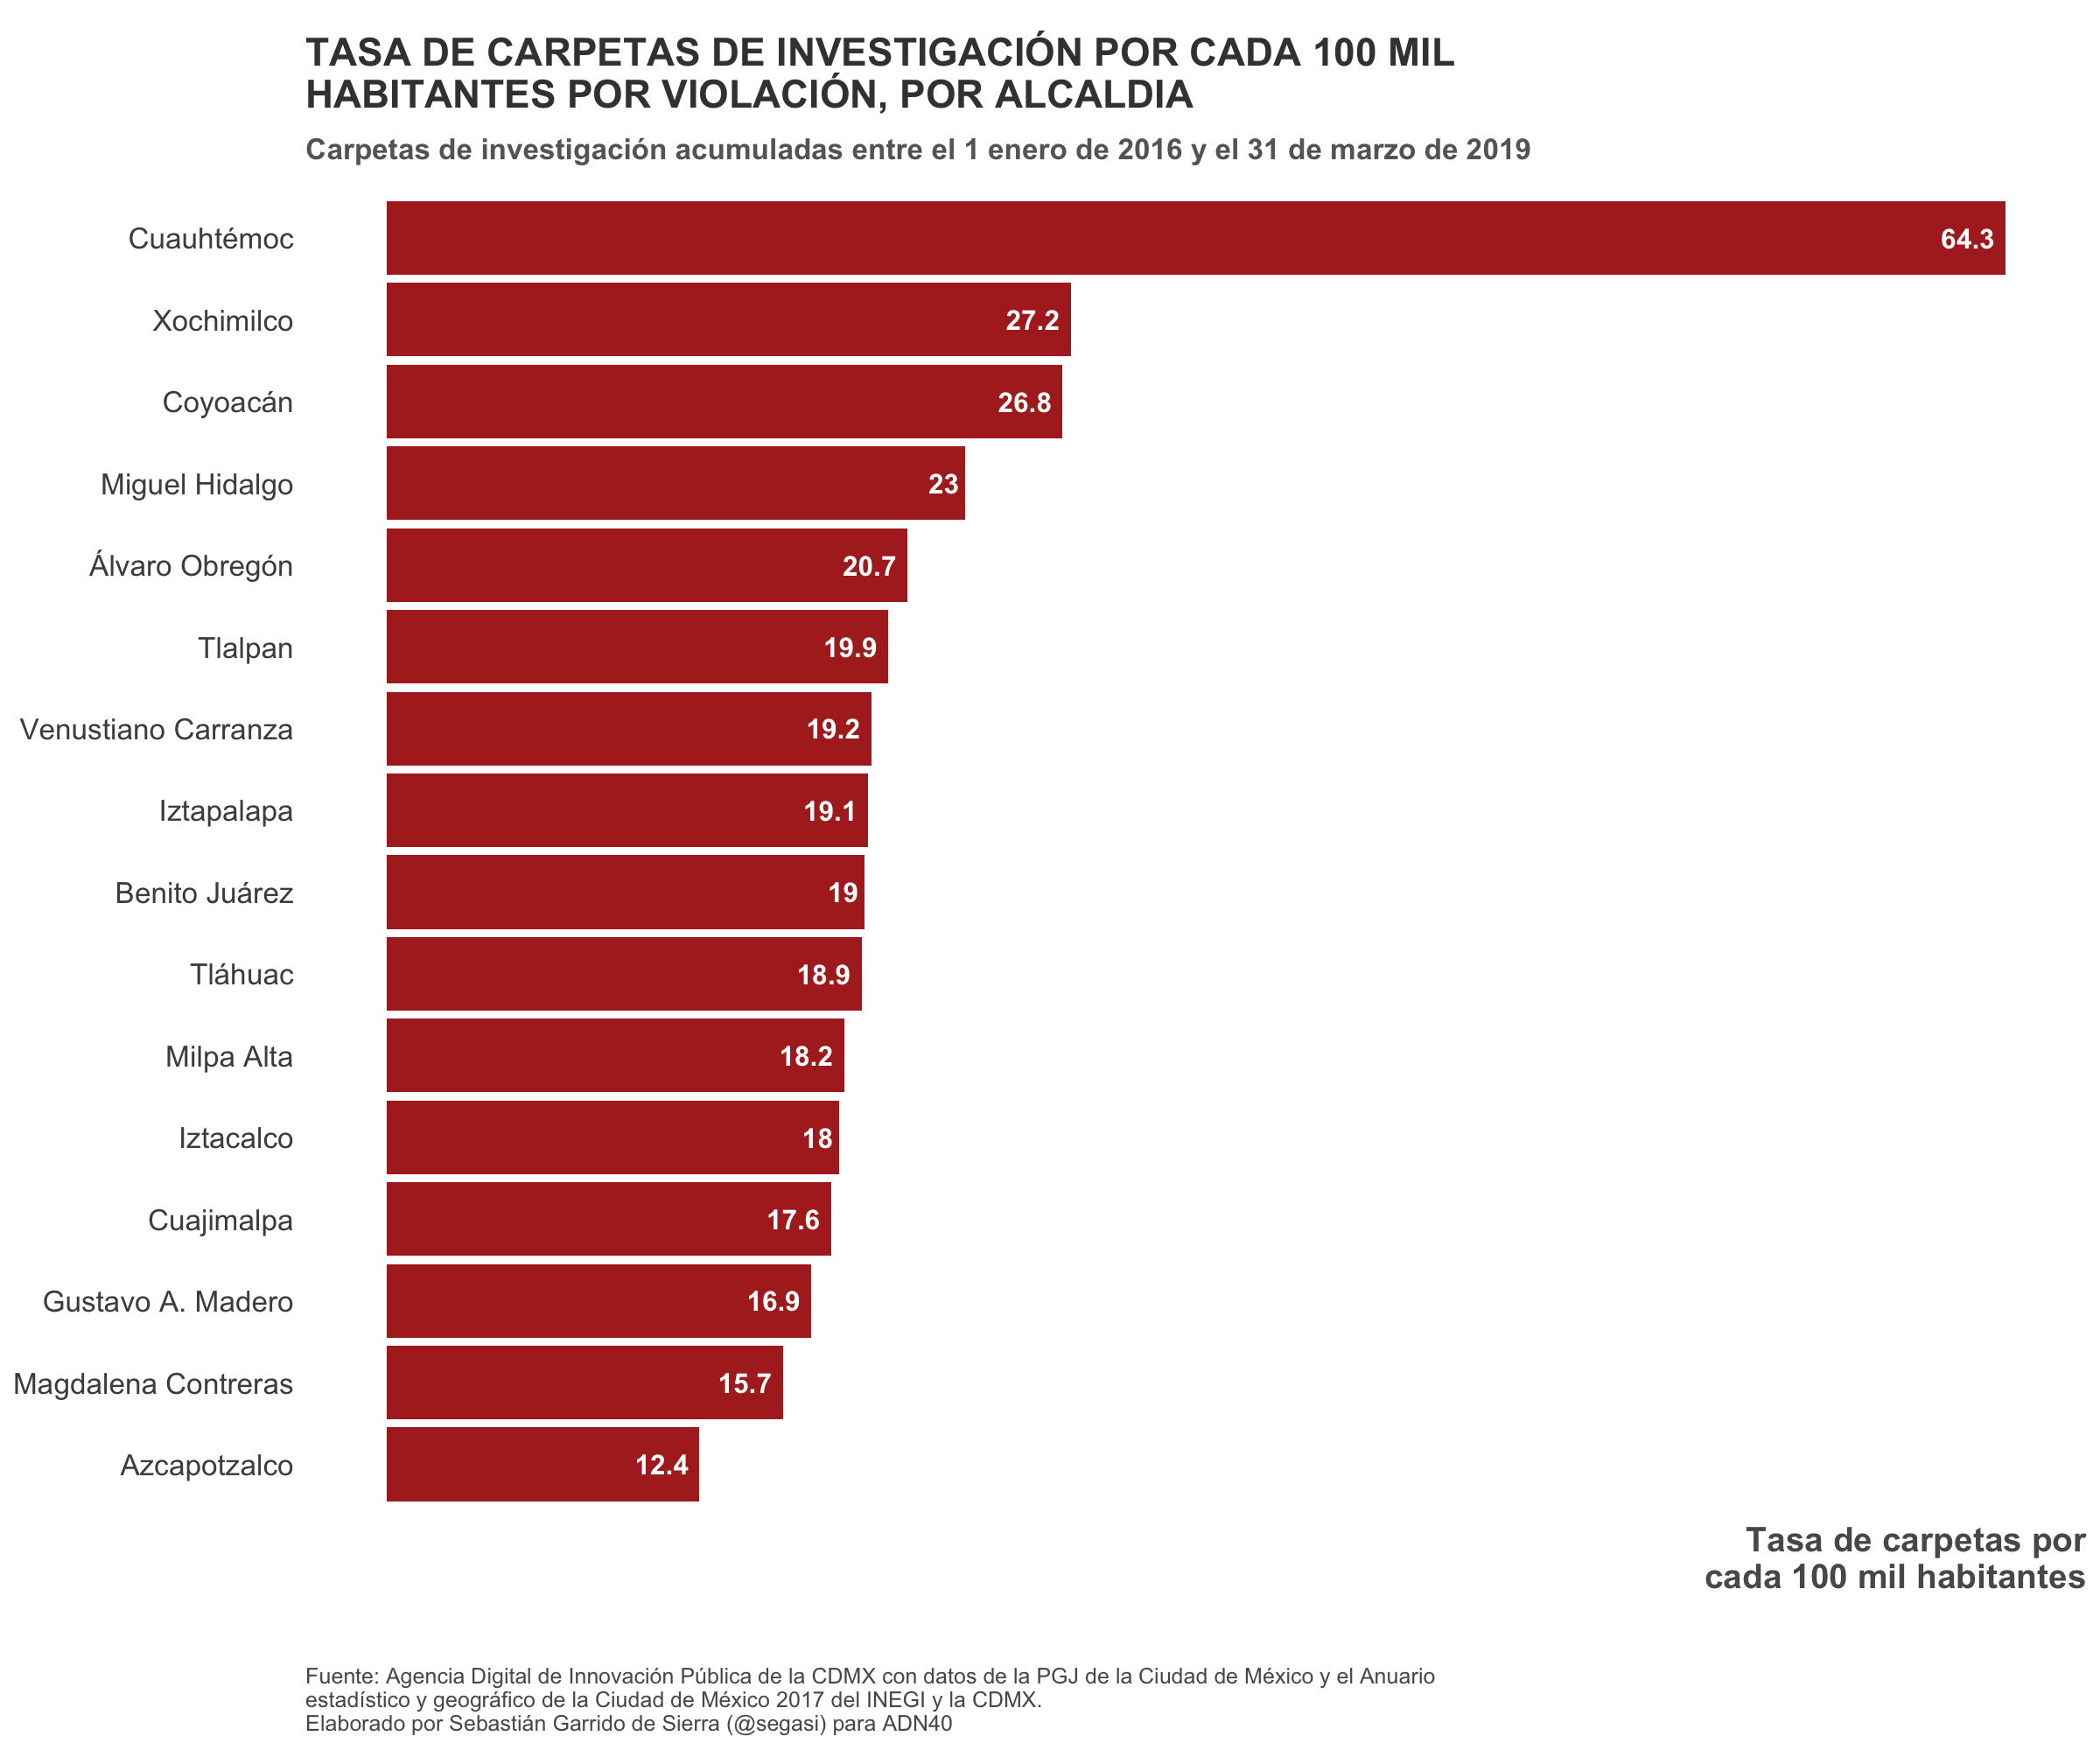 TASA DE CARPETAS DE INVESTIGACIÓN POR CADA 100 MIL
HABITANTES POR VIOLACIÓN, POR ALCALDIA
Carpetas de investigación acumuladas entre el 1 enero de 2016 y el 31 de marzo de 2019
Cuauhtémoc 64.3
Xochimilco 27.2
Coyoacán 26.8
Miguel Hidalgo 23
Álvaro Obregón 20.7
Tlalpan 19.9
Venustiano Carranza 19.2
Iztapalapa 19.1
Benito Juárez 19
Tláhuac 18.9
Milpa Alta 18.2
Iztacalco 18
Cuajimalpa 17.6
Gustavo A. Madero 16.9
Magdalena Contreras 15.7
Azcapotzalco 12.4
Tasa de carpetas por
cada 100 mil habitantes
Fuente: Agencia Digital de Innovación Pública de la CDMX con datos de la PGJ de la Ciudad de México y el Anuario
estadístico y geográfico de la Ciudad de México 2017 del INEGI y la CDMX.
Elaborado por Sebastián Garrido de Sierra (@segasi) para ADN40